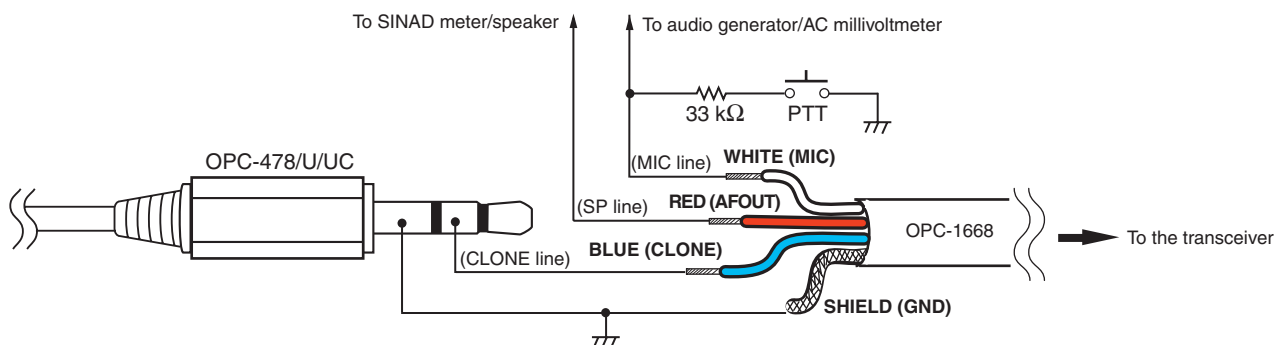 To SINAD meter/speaker
To audio generator/AC millivoltmeter
33 kΩ
PTT
OPC-478/U/UC
(MIC line)
WHITE (MIC)
(SP line)
RED (AFOUT)
OPC-1668
To the transceiver
BLUE (CLONE)
(CLONE line)
SHIELD (GND)